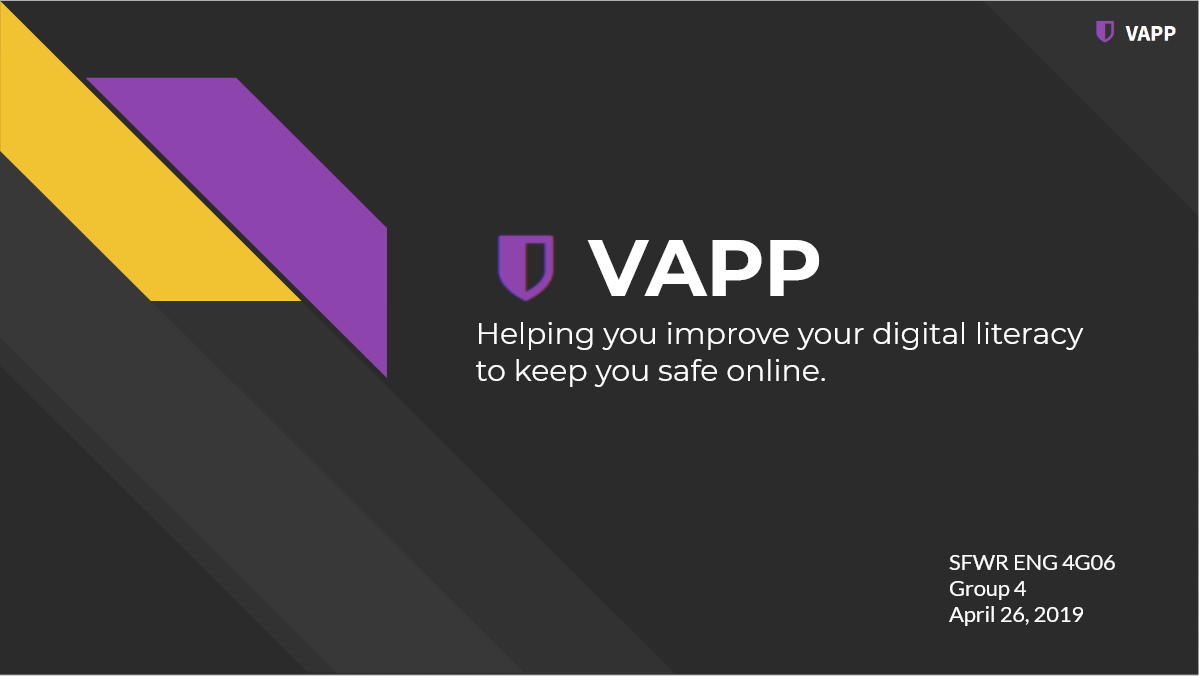 VAPP
VAPP
Helping you improve your digital literacy
to keep you safe online.
SFWR ENG 4G06
Group 4
April 26, 2019